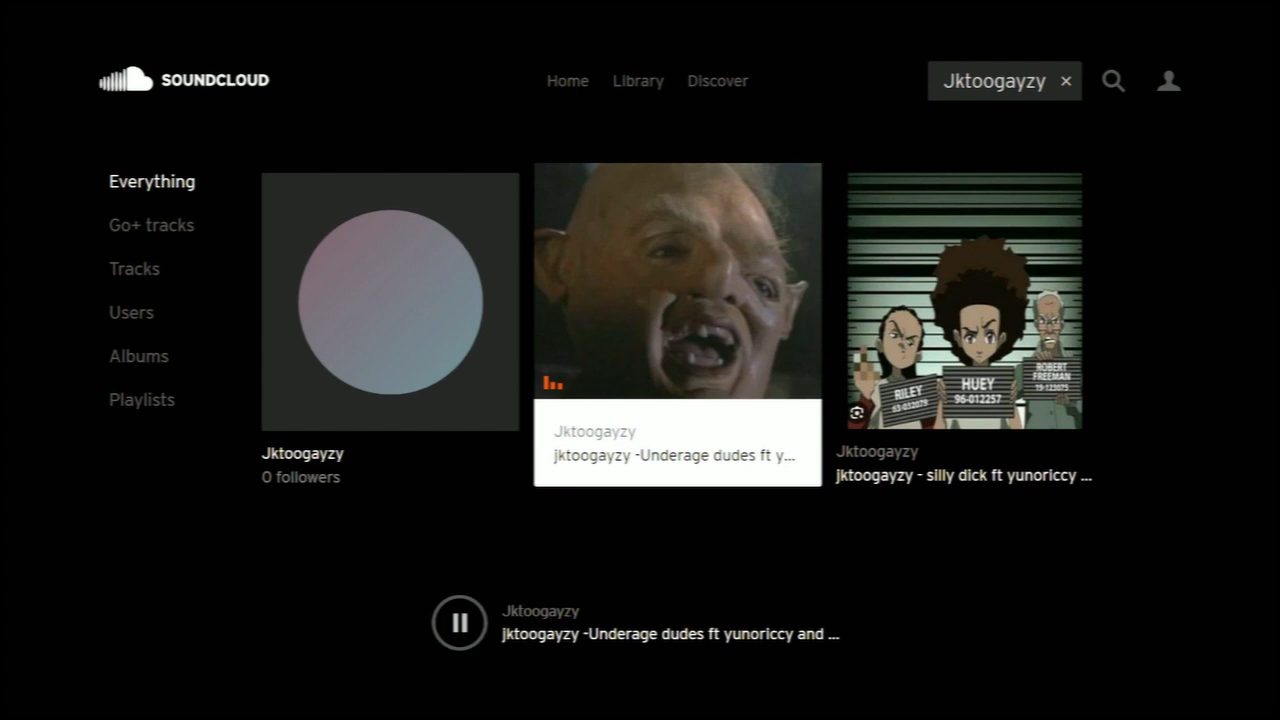 SOUNDCLOUD
Home Library Discover
Jktoogayzy ×
Everything
Go+ tracks
Tracks
Users
Albums
Playlists
Jktoogayzy
0 followers
Jktoogayzy
jktoogayzy -Underage dudes ft y...
RILEY
HUEY
96-012257
ROBERT
FREEMAN
19-123075
Jktoogayzy
jktoogayzy - silly dick ft yunoriccy ...
Jktoogayzy
jktoogayzy -Underage dudes ft yunoriccy and ...